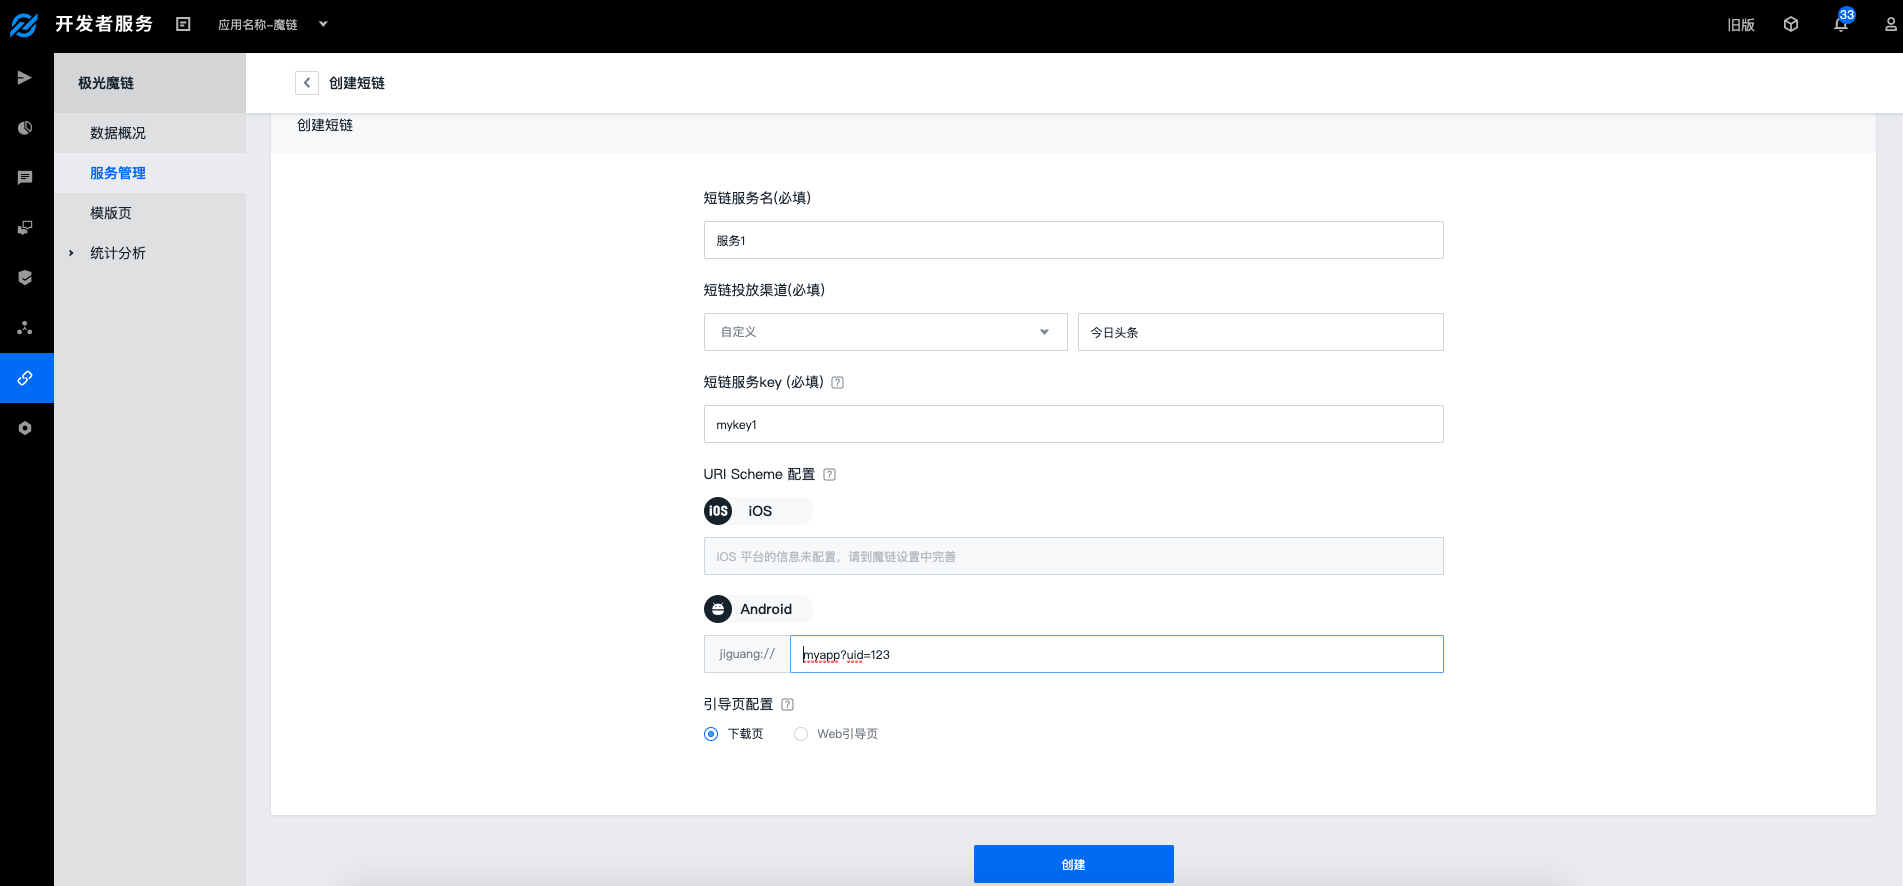 开发者服务
应用名称-魔链
旧版
33
极光魔链
数据概况
服务管理
模版页
统计分析
创建短链
创建短链
短链服务名(必填)
服务1
短链投放渠道(必填)
自定义
今日头条
短链服务key (必填)
mykey1
URI Scheme 配置
iOS iOS
iOS 平台的信息未配置，请到魔链设置中完善
Android
jiguang:// myapp?uid=123
引导页配置
下载页 Web引导页
创建